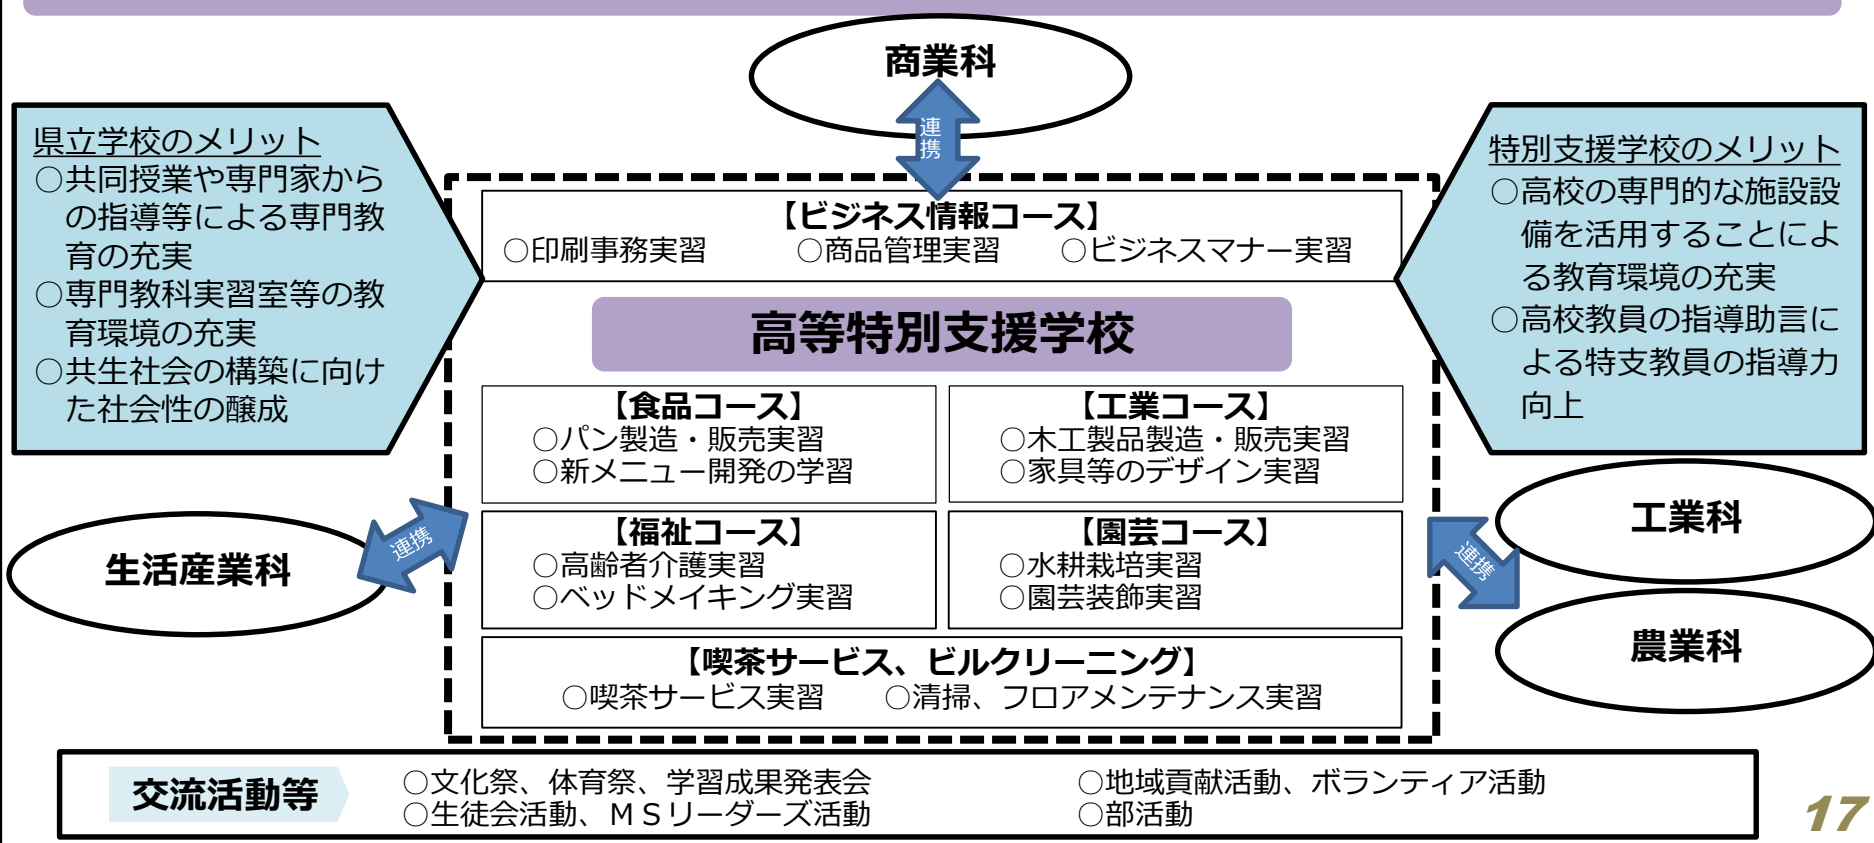 商業科
連携
県立学校のメリット
○共同授業や専門家から
の指導等による専門教
育の充実
○専門教科実習室等の教
育環境の充実
○共生社会の構築に向け
た社会性の醸成
特別支援学校のメリット
○高校の専門的な施設設
備を活用することによ
る教育環境の充実
○高校教員の指導助言に
よる特支教員の指導力
向上
【ビジネス情報コース】
○印刷事務実習 ○商品管理実習 ○ビジネスマナー実習
高等特別支援学校
【食品コース】
○パン製造・販売実習
○新メニュー開発の学習
【工業コース】
○木工製品製造・販売実習
○家具等のデザイン実習
【福祉コース】
○高齢者介護実習
○ベッドメイキング実習
【園芸コース】
○水耕栽培実習
○園芸装飾実習
【喫茶サービス、ビルクリーニング】
○喫茶サービス実習 ○清掃、フロアメンテナンス実習
生活産業科
連携
連携
工業科
農業科
交流活動等
○文化祭、体育祭、学習成果発表会
○生徒会活動、ＭＳリーダーズ活動
○地域貢献活動、ボランティア活動
○部活動
17